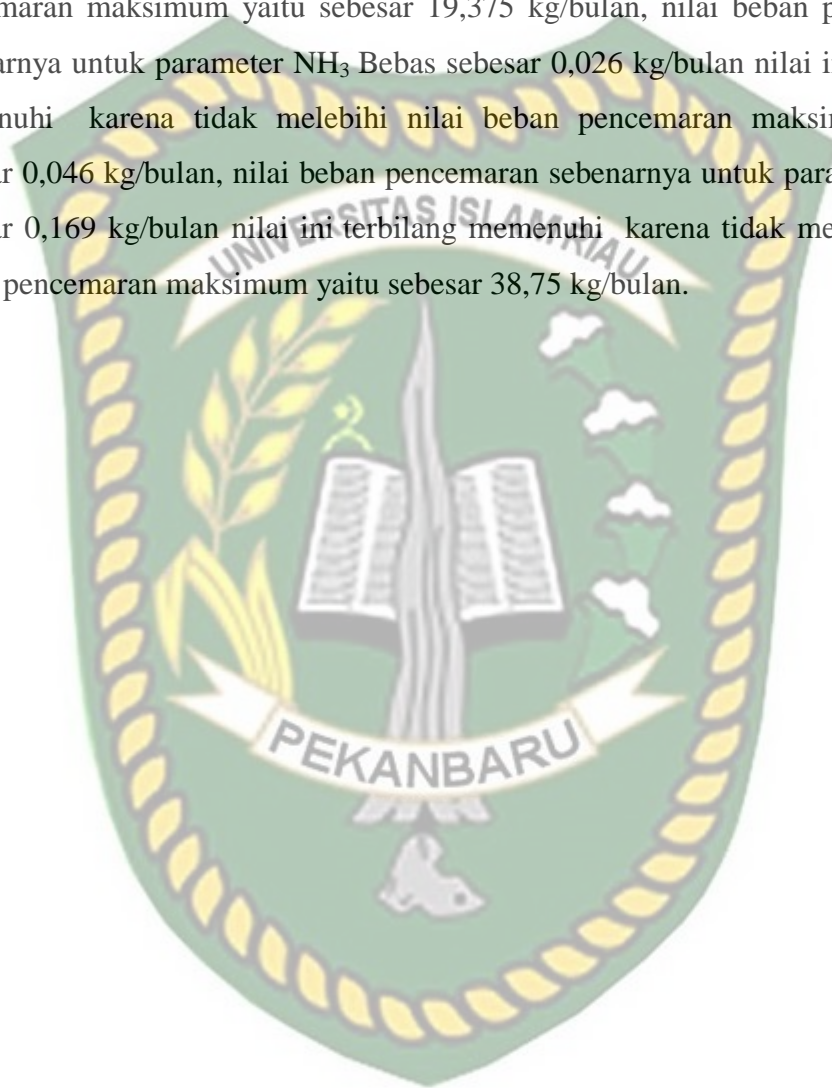 maran maksimum yaitu sebesar 19,375 kg/bulan, nilai beban p
arnya untuk parameter NH₃ Bebas sebesar 0,026 kg/bulan nilai i
nuhi karena tidak melebihi nilai beban pencemaran maksi
r 0,046 kg/bulan, nilai beban pencemaran sebenarnya untuk para
r 0,169 kg/bulan nilai ini terbilang memenuhi karena tidak me
pencemaran maksimum yaitu sebesar 38,75 kg/bulan.
UNIVERSITAS ISLAM RIAU
PEKANBARU